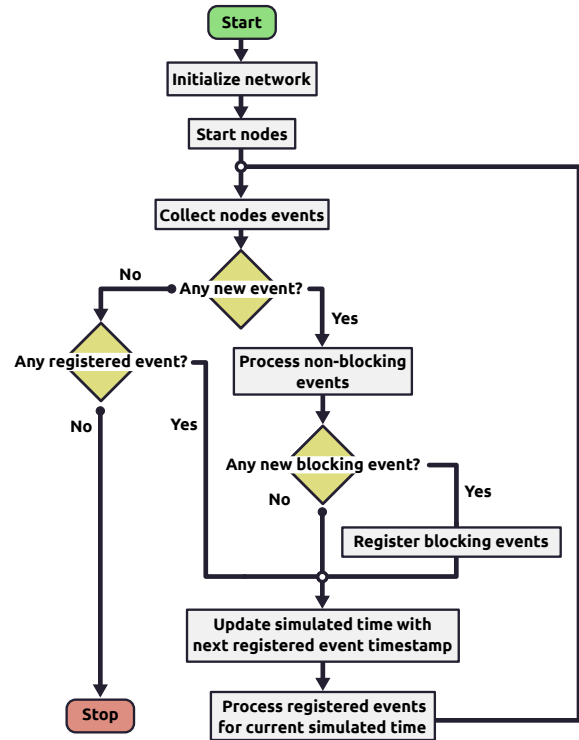 Start
Initialize network
Start nodes
Collect nodes events
No
Any new event?
Yes
Any registered event?
Process non-blocking
events
No
Yes
Any new blocking event?
No
Yes
Register blocking events
Update simulated time with
next registered event timestamp
Process registered events
for current simulated time
Stop